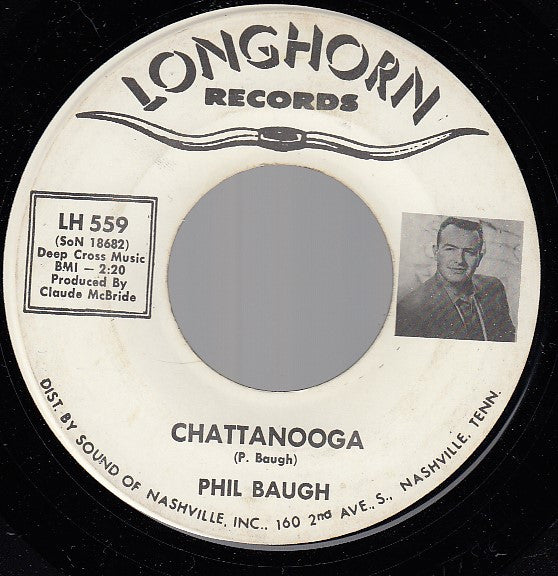 LONGHORN
RECORDS
LH 559
(SoN 18682)
Deep Cross Music
BMI — 2:20
Produced By
Claude McBride
CHATTANOOGA
(P. Baugh)
PHIL BAUGH
DIST. BY SOUND OF NASHVILLE, INC., 160 2nd AVE., S., NASHVILLE, TENN.